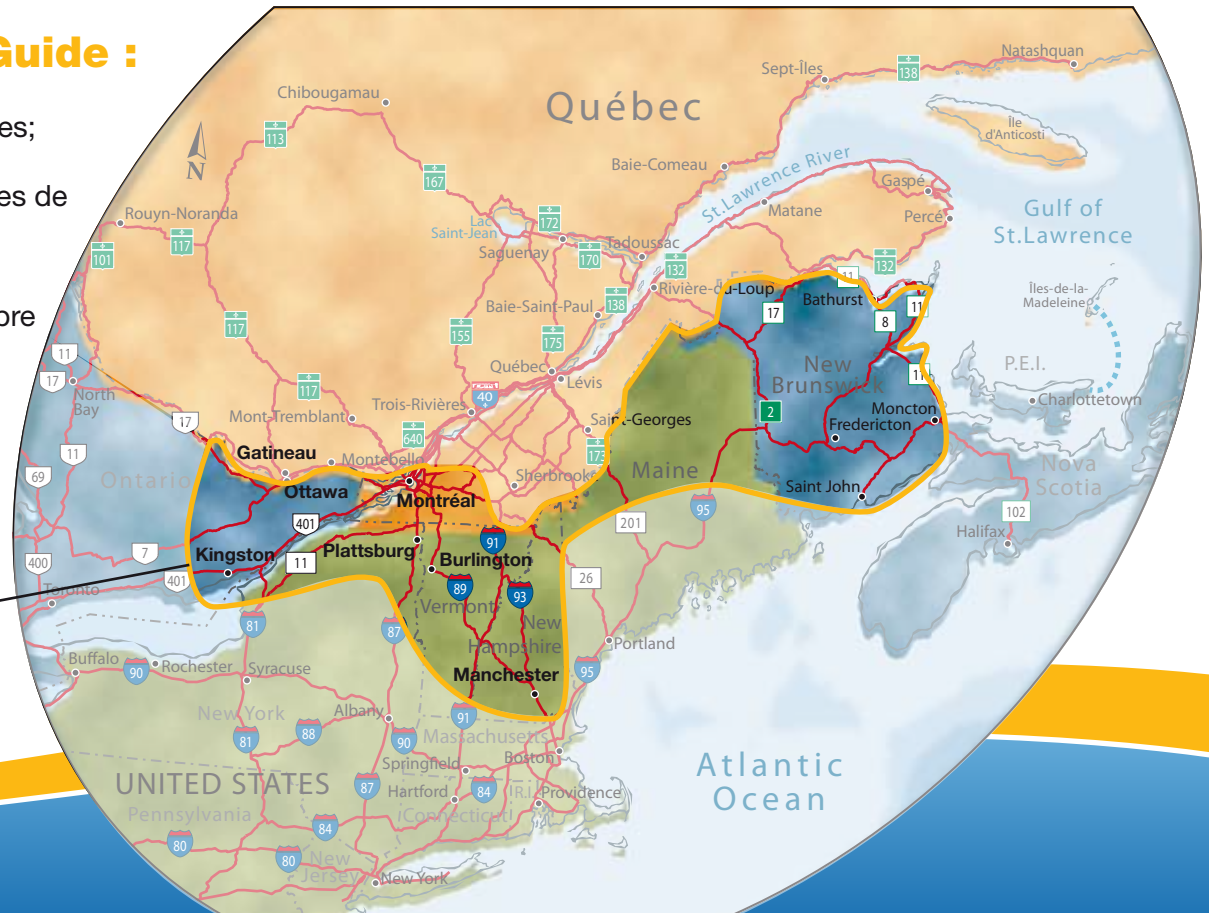 Guide :
es;
es de
ore
Natashquan
138
Sept-Îles
Chibougamau
Québec
Île
d'Anticosti
113
N
Baie-Comeau
St.Lawrence River
167
Gaspé
Rouyn-Noranda
Lac
Saint-Jean
172
Matane
Percé
Gulf of
St.Lawrence
117
101
Saguenay
170
Tadoussac
132
132
Rivière-du-Loup
11
Bathurst
Îles-de-la-
Madeleine
Baie-Saint-Paul
138
17
8
11
117
155
175
11
17
North
Bay
Québec
Lévis
New
Brunswick
P.E.I.
11
117
40
Charlottetown
17
Mont-Tremblant
Trois-Rivières
Saint-Georges
2
Moncton
Fredericton
640
Gatineau
Montebello
173
11
69
Ontario
Ottawa
Sherbrooke
Maine
Nova
Scotia
Montréal
Saint John
401
201
95
102
Halifax
7
400
Kingston
11
Plattsburg
91
Burlington
401
Toronto
89
93
26
Vermont
New
Hampshire
81
87
Portland
Buffalo
90
Rochester
Syracuse
95
Manchester
New York
Albany
91
81
88
90
Massachusetts
Boston
Springfield
UNITED STATES
87
Hartford
84
R.I.
Providence
Pennsylvania
Connecticut
84
80
80
New
Jersey
New York
Atlantic
Ocean